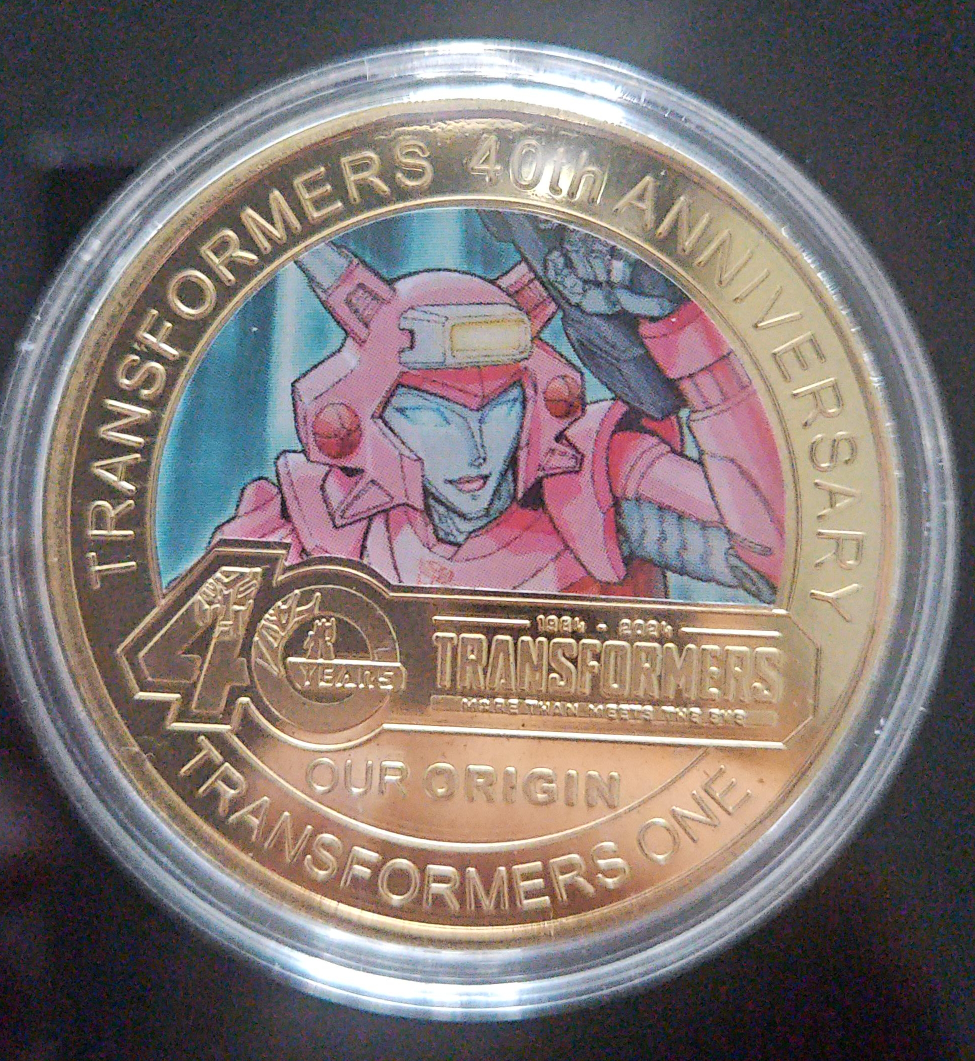 TRANSFORMERS 40th ANNIVERSARY
40
YEARS
1984 - 2024
TRANSFORMERS
MORE THAN MEETS THE EYE
OUR ORIGIN
TRANSFORMERS ONE